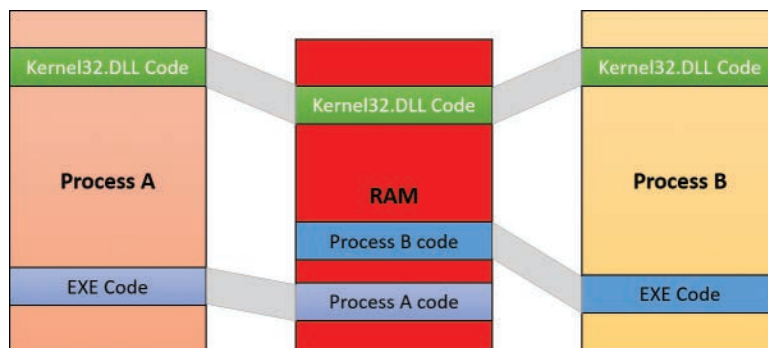 Kernel32.DLL Code
Process A
EXE Code
Kernel32.DLL Code
RAM
Process B code
Process A code
Kernel32.DLL Code
Process B
EXE Code